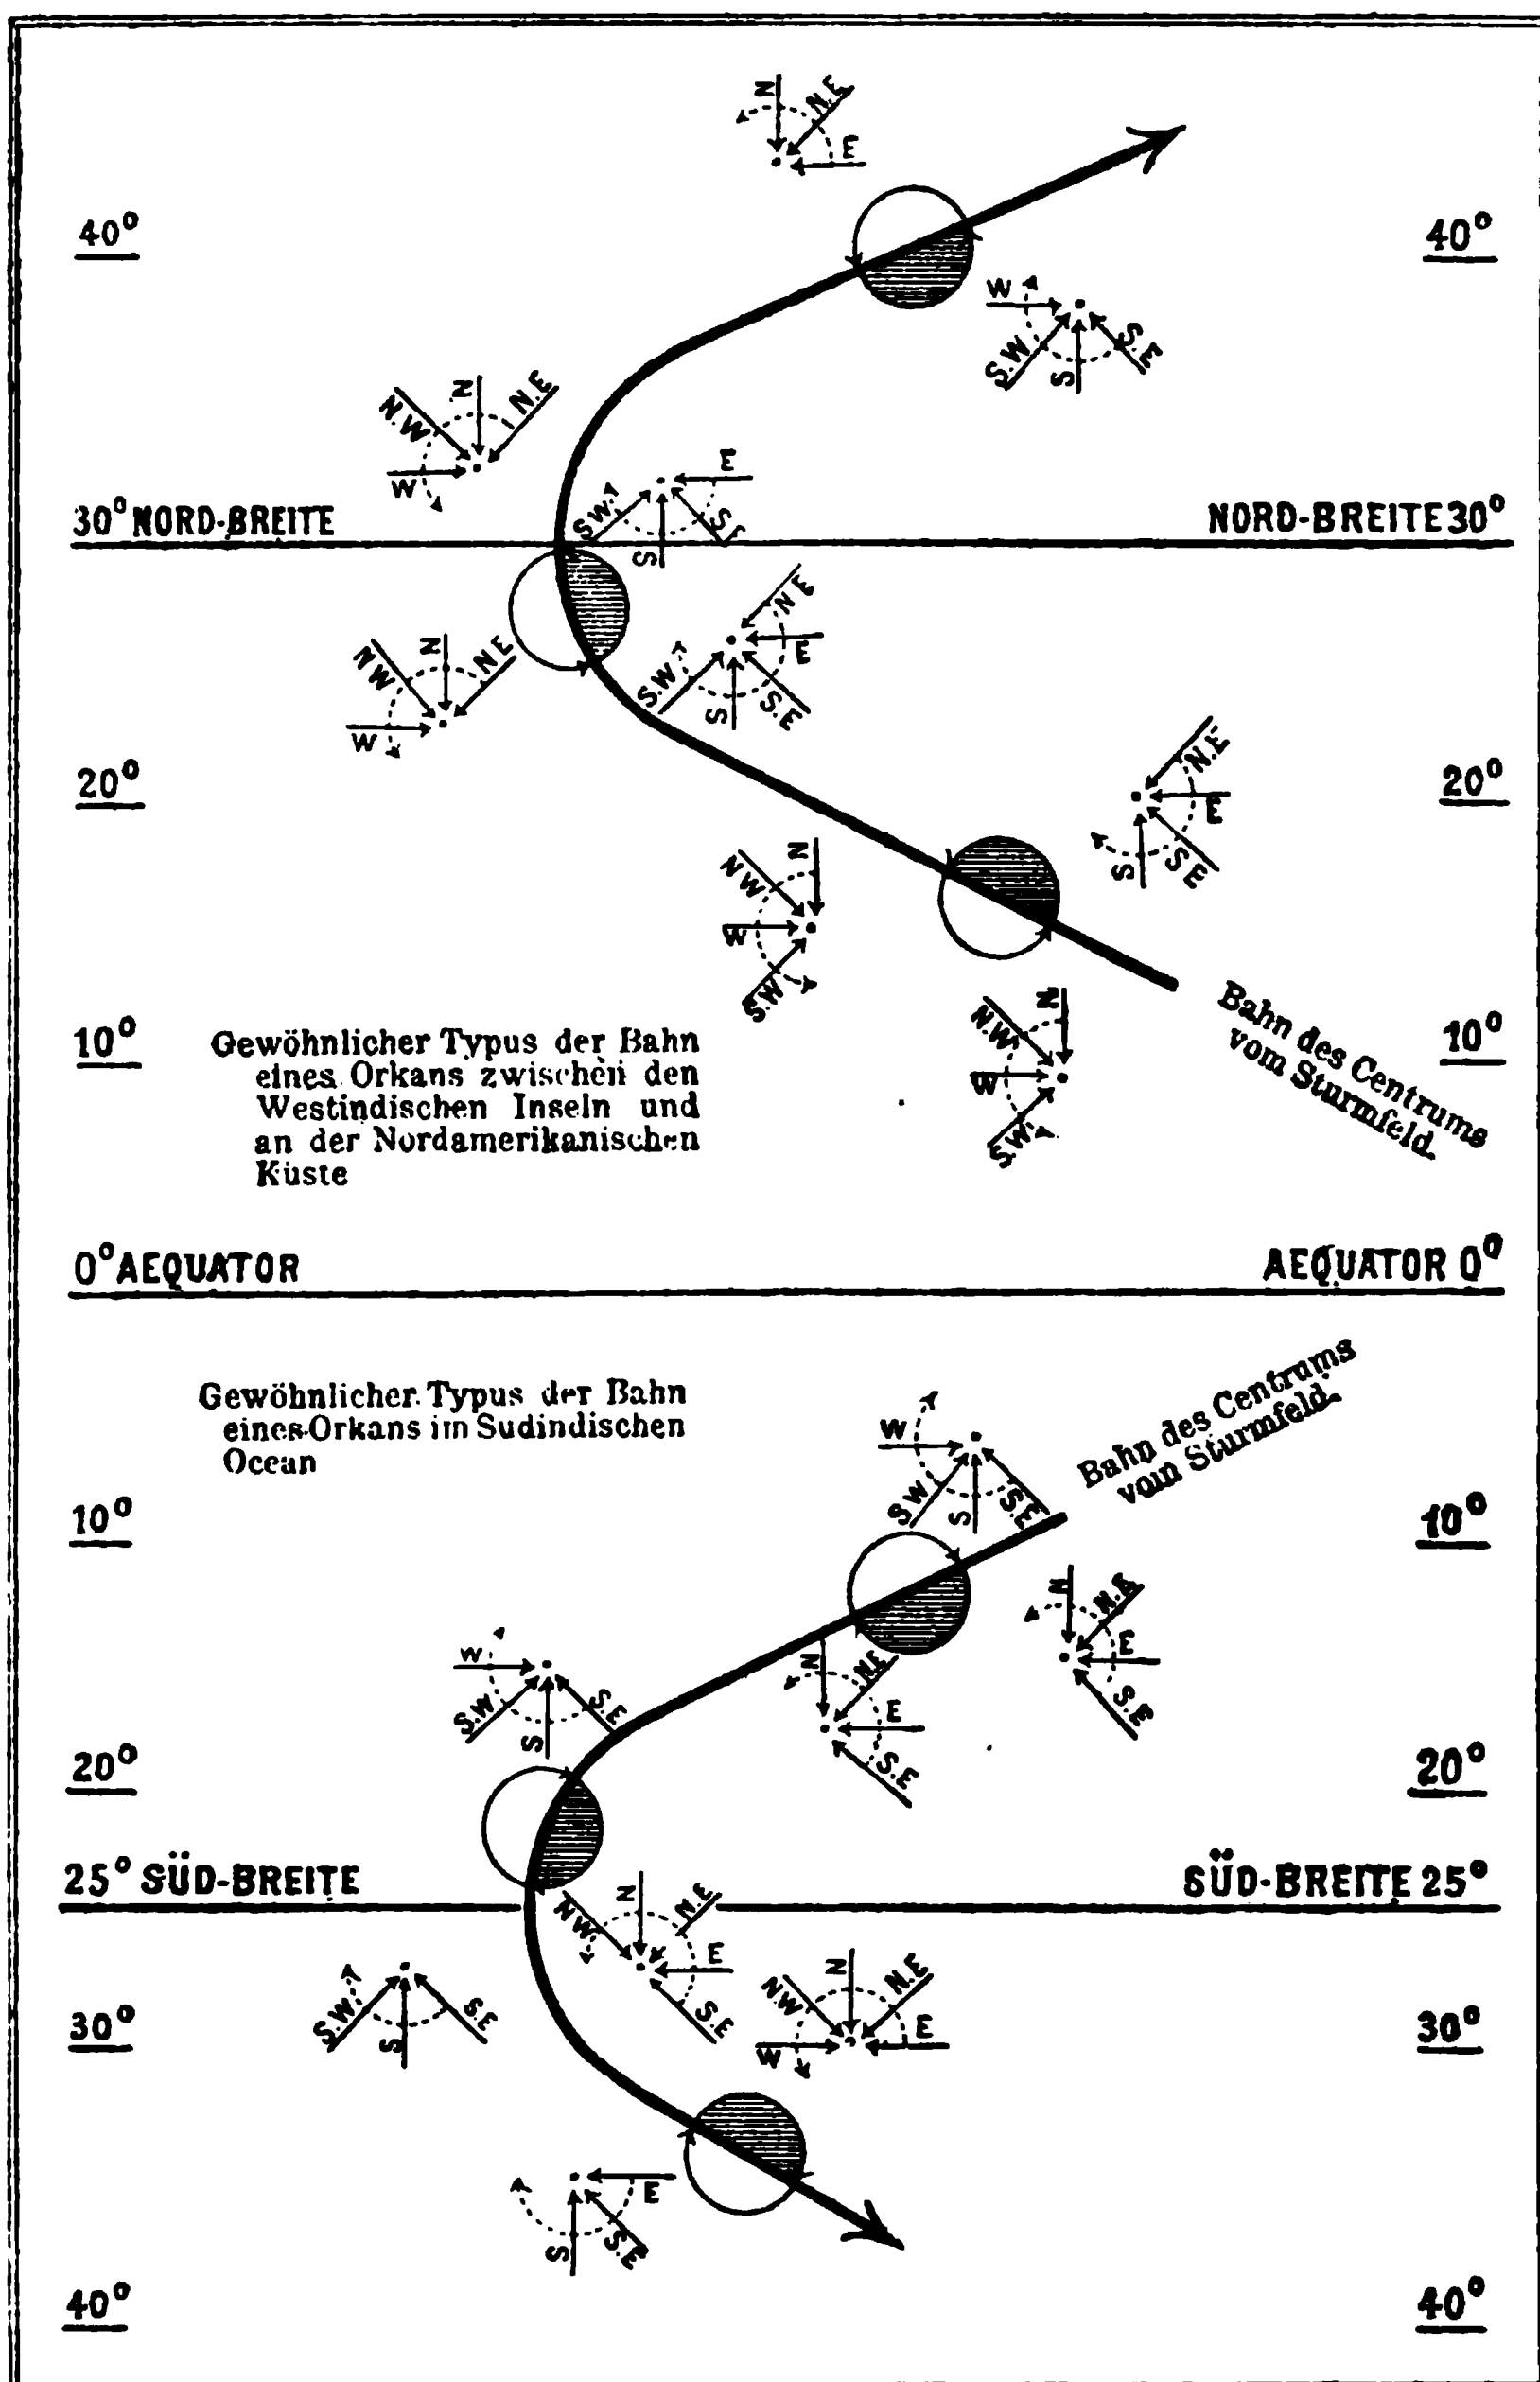 N N.E E
40° 40°
W S.W S S.E
N.W N N.E W
E S.W. S S.E
30° NORD-BREITE NORD-BREITE 30°
N.W N N.E W
N E E S.W. S S.E
20° 20°
N.E E S S E
N W N W S.W
Bahn des Centrums
vom Sturmfeld.
N.W. N W S.W.
10° 10°
Gewöhnlicher Typus der Bahn
eines Orkans zwischen den
Westindischen Inseln und
an der Nordamerikanischen
Küste
0° AEQUATOR AEQUATOR 0°
Bahn des Centrums
vom Sturmfeld.
Gewöhnlicher Typus der Bahn
eines Orkans im Sudindischen
Ocean
W S W S S.E
10° 10°
N N.E E S.E
W S.W S S.E
N N.E E S.E
20° 20°
25° SÜD-BREITE SÜD-BREITE 25°
N W. N N.E E S.E
N.W N N.E W E
S.W. S S.E
30° 30°
E S S.E
40° 40°